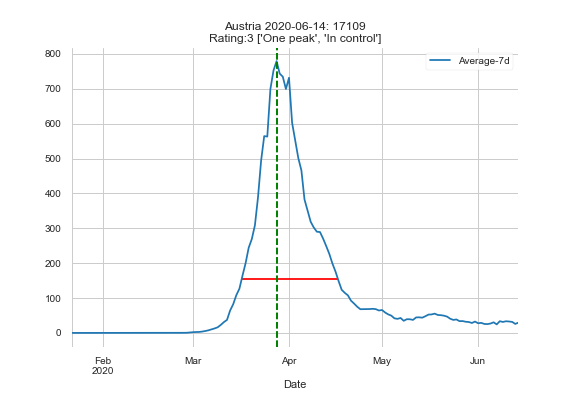 Austria 2020-06-14: 17109
Rating:3 ['One peak', 'In control']
Average-7d
800
700
600
500
400
300
200
100
0
Feb
2020
Mar
Apr
May
Jun
Date